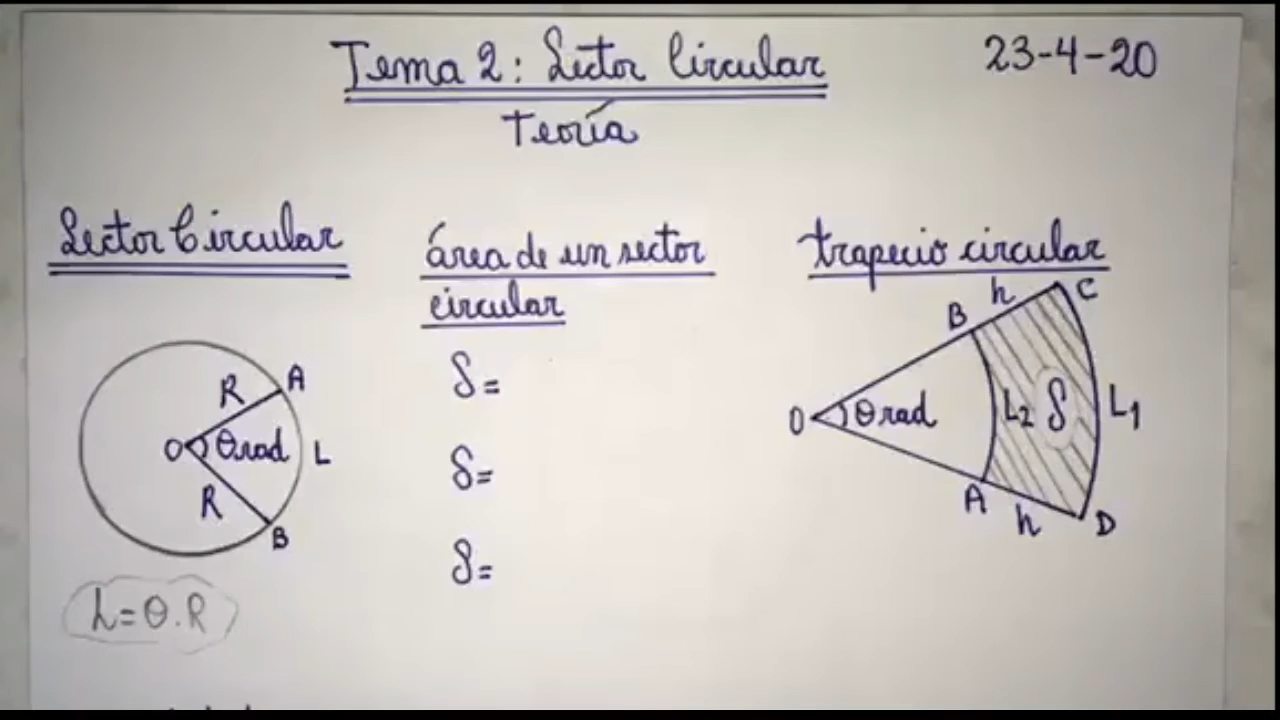 Tema 2: Sector Circular
23-4-20
Teoría
Sector Circular
R
A
O
θrad
L
R
B
L=θ.R
área de un sector
circular
S=
S=
S=
trapecio circular
h
C
B
O
θrad
L2
S
L1
A
h
D